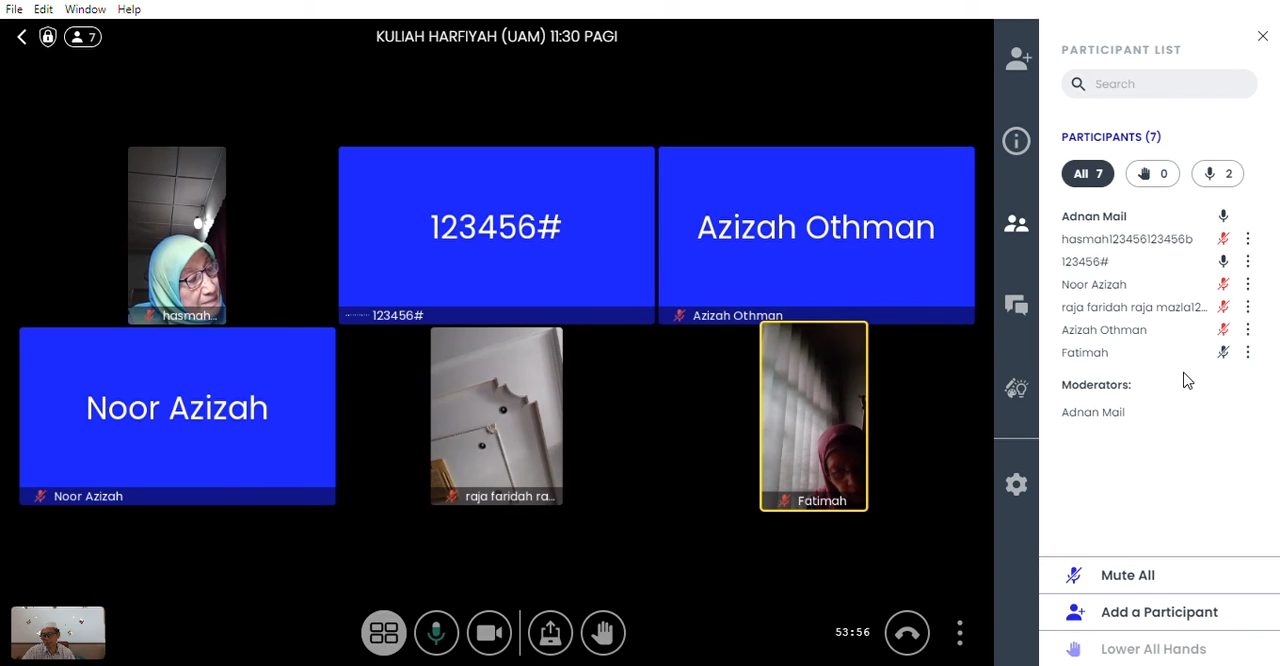 File Edit Window Help
7
KULIAH HARFIYAH (UAM) 11:30 PAGI
hasmah...
123456#
123456#
Azizah Othman
Azizah Othman
Noor Azizah
Noor Azizah
raja faridah ra...
Fatimah
53:56
PARTICIPANT LIST
Search
PARTICIPANTS (7)
All 7 0 2
Adnan Mail
hasmah123456123456b
123456#
Noor Azizah
raja faridah raja mazla12...
Azizah Othman
Fatimah
Moderators:
Adnan Mail
Mute All
Add a Participant
Lower All Hands